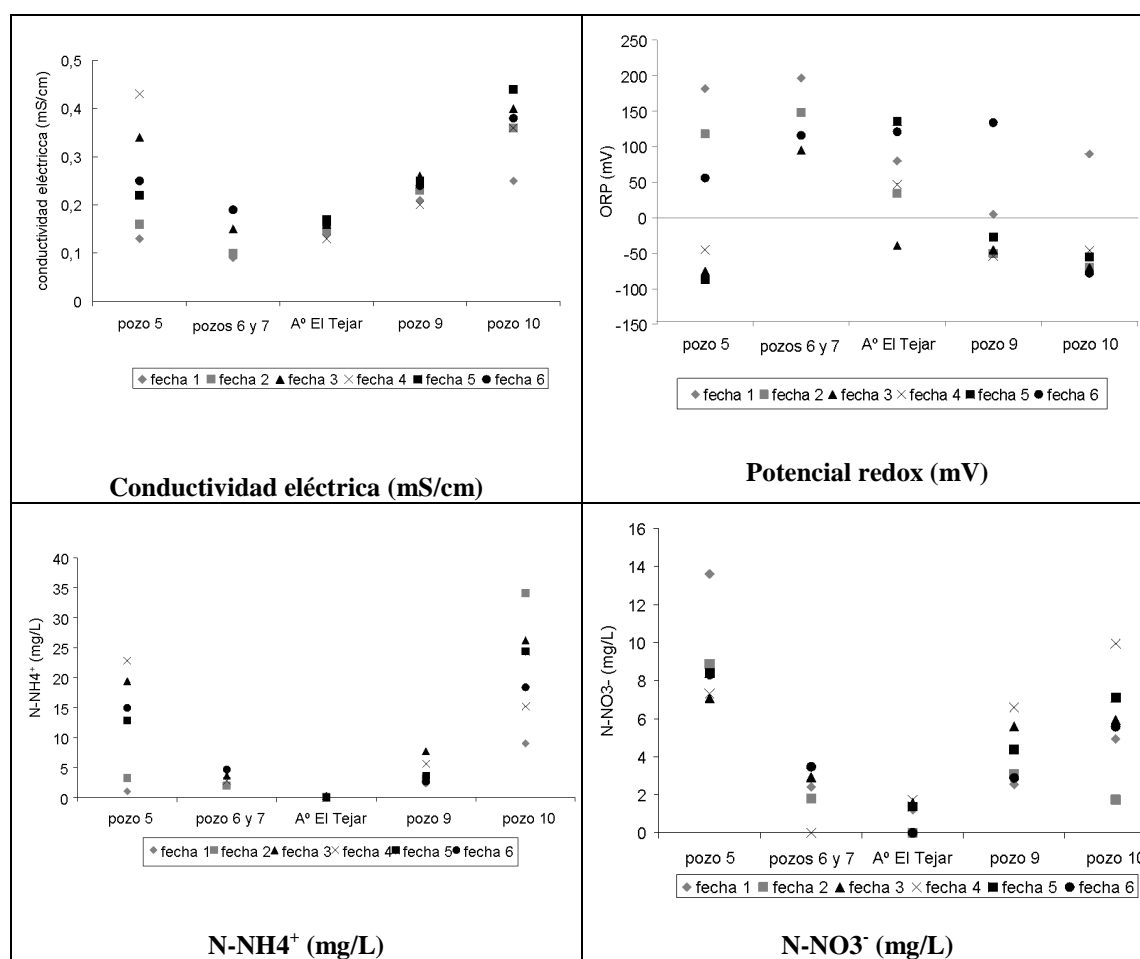 0,5
0,4
0,3
0,2
0,1
0
conductividad eléctricca (mS/cm)
pozo 5 pozos 6 y 7 Aº El Tejar pozo 9 pozo 10
fecha 1 fecha 2 fecha 3 fecha 4 fecha 5 fecha 6
Conductividad eléctrica (mS/cm)
250
200
150
100
50
0
-50
-100
-150
ORP (mV)
pozo 5 pozos 6 y 7 Aº El Tejar pozo 9 pozo 10
fecha 1 fecha 2 fecha 3 fecha 4 fecha 5 fecha 6
Potencial redox (mV)
40
35
30
25
20
15
10
5
0
N-NH4⁺ (mg/L)
pozo 5 pozo 6 y 7 Aº El Tejar pozo 9 pozo 10
fecha 1 fecha 2 fecha 3 fecha 4 fecha 5 fecha 6
N-NH4⁺ (mg/L)
16
14
12
10
8
6
4
2
0
N-NO3- (mg/L)
pozo 5 pozos 6 y 7 Aº El Tejar pozo 9 pozo 10
fecha 1 fecha 2 fecha 3 fecha 4 fecha 5 fecha 6
N-NO3⁻ (mg/L)